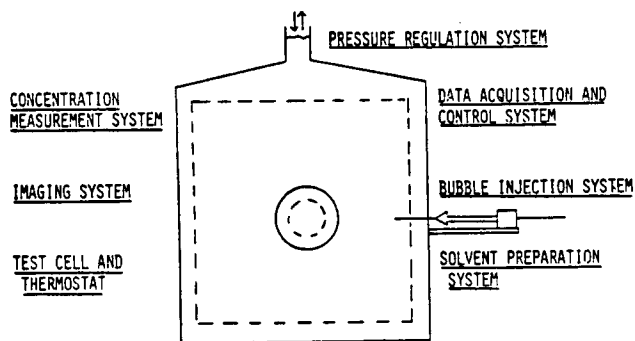 PRESSURE REGULATION SYSTEM
CONCENTRATION
MEASUREMENT SYSTEM
DATA ACQUISITION AND
CONTROL SYSTEM
IMAGING SYSTEM
BUBBLE INJECTION SYSTEM
TEST CELL AND
THERMOSTAT
SOLVENT PREPARATION
SYSTEM